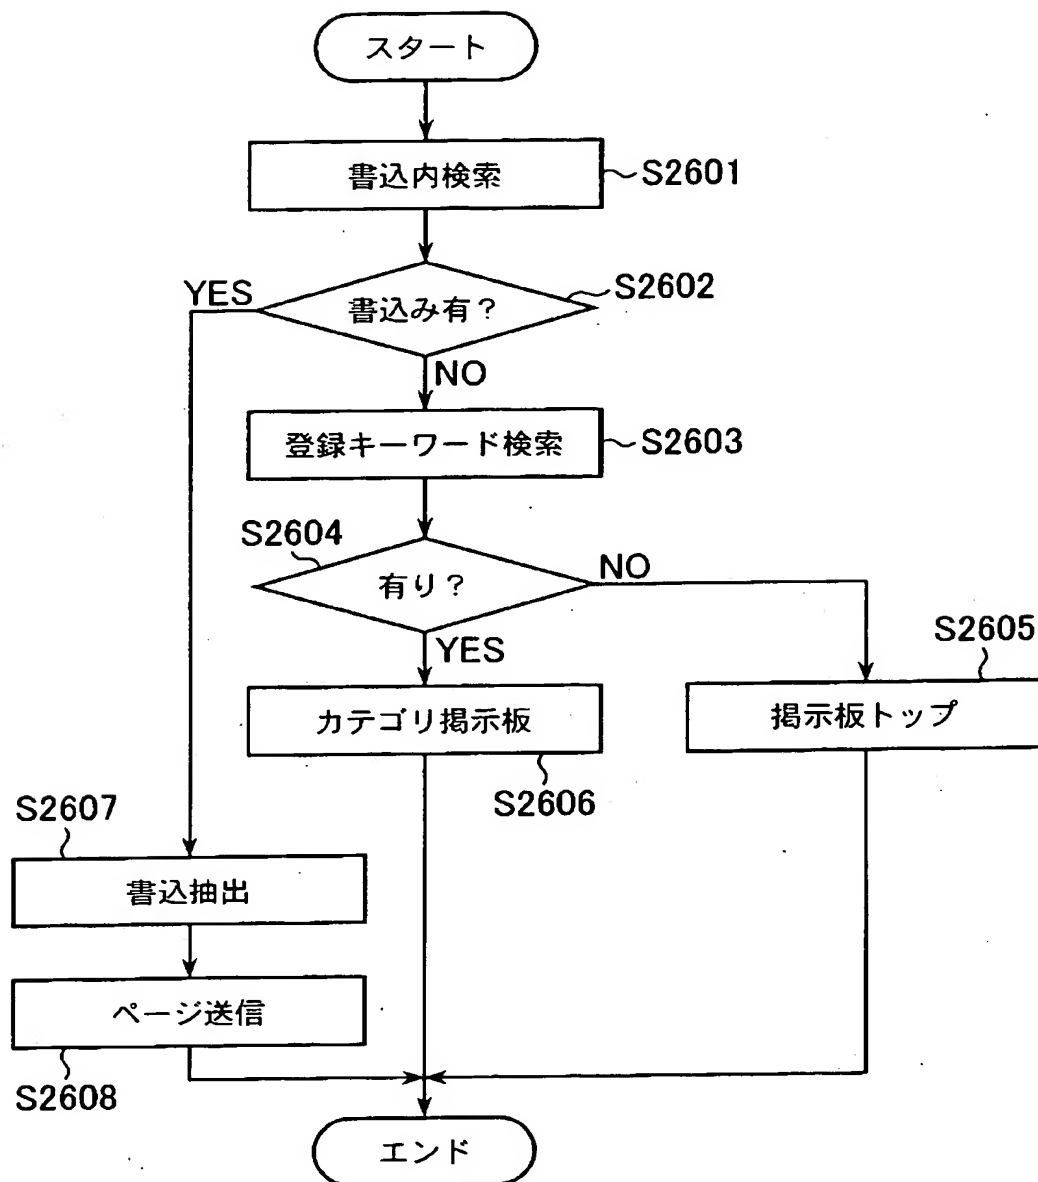 スタート
書込内検索
S2601
YES
書込み有？
S2602
NO
登録キーワード検索
S2603
S2604
有り？
NO
YES
S2605
カテゴリ掲示板
掲示板トップ
S2606
S2607
書込抽出
ページ送信
S2608
エンド